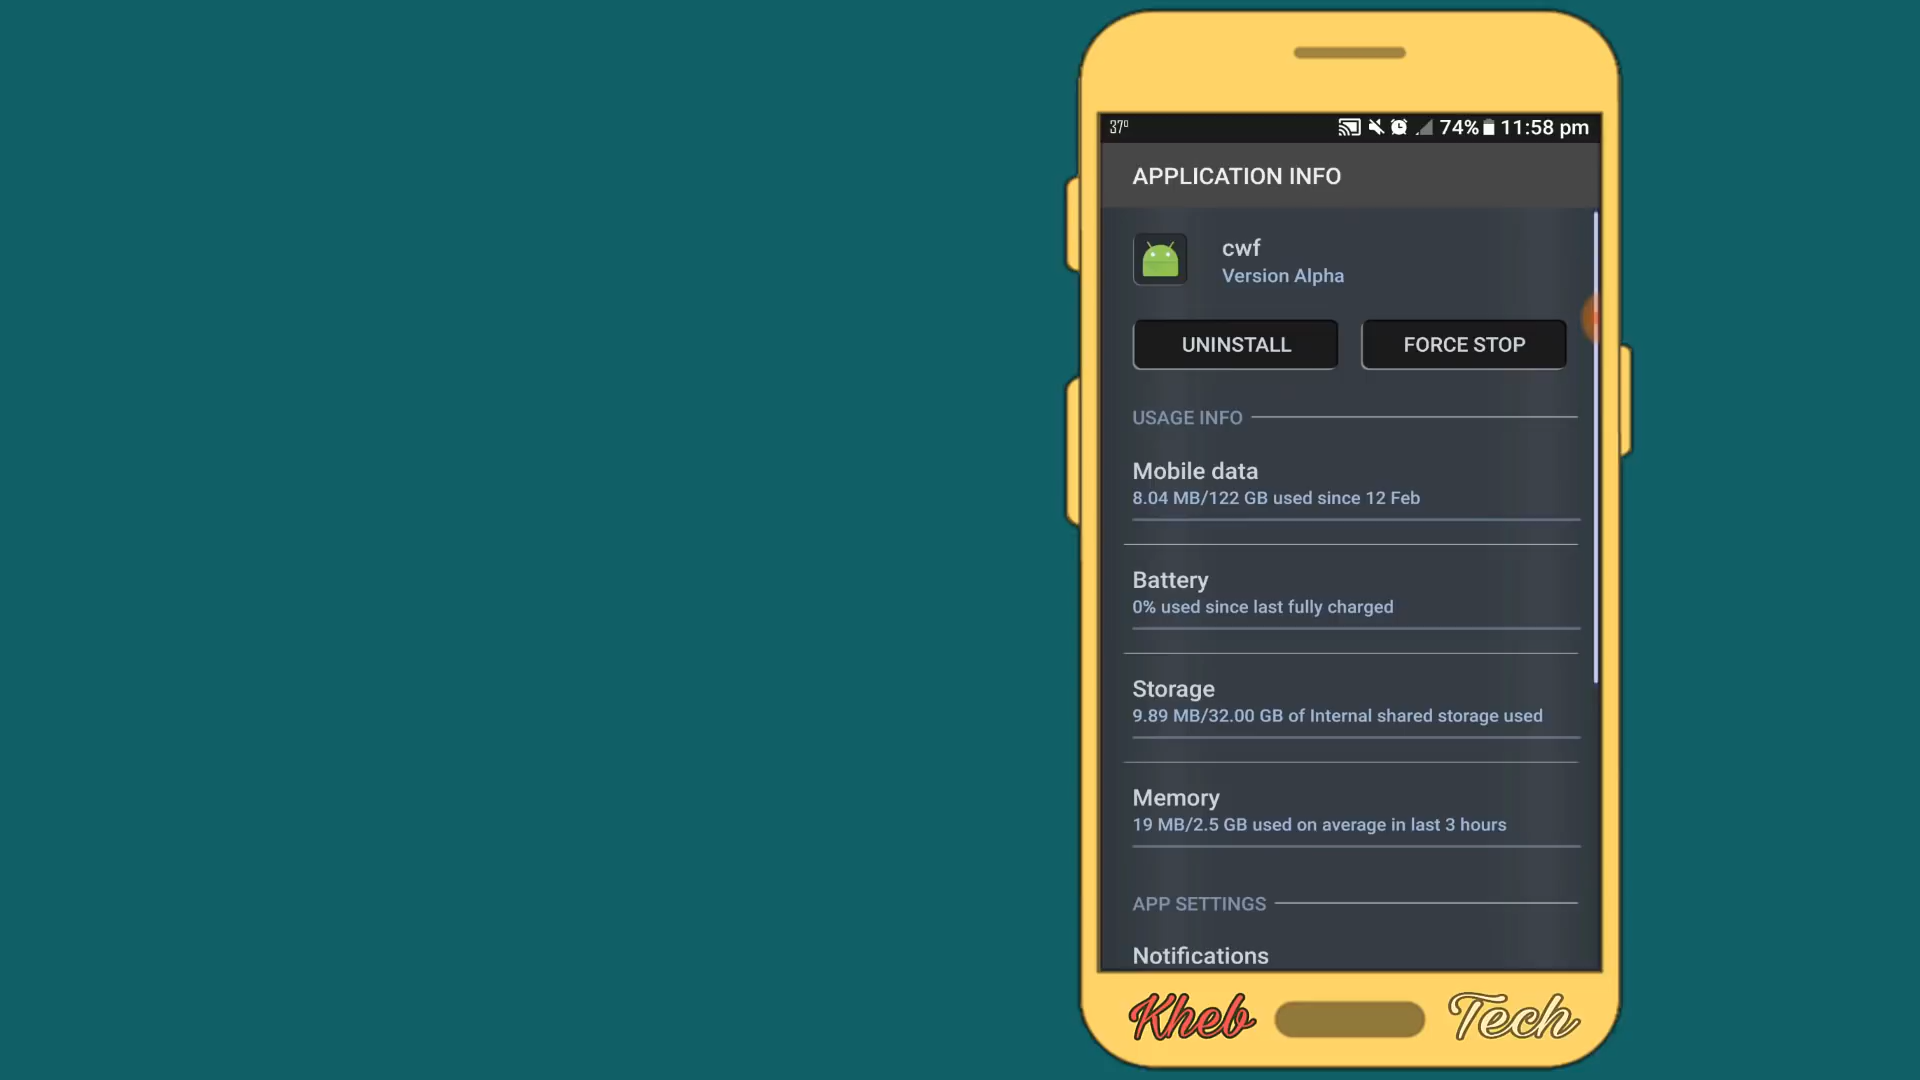 37⁰ 74% 11:58 pm
APPLICATION INFO
cwf
Version Alpha
UNINSTALL FORCE STOP
USAGE INFO
Mobile data
8.04 MB/122 GB used since 12 Feb
Battery
0% used since last fully charged
Storage
9.89 MB/32.00 GB of Internal shared storage used
Memory
19 MB/2.5 GB used on average in last 3 hours
APP SETTINGS
Notifications
Kheb Tech